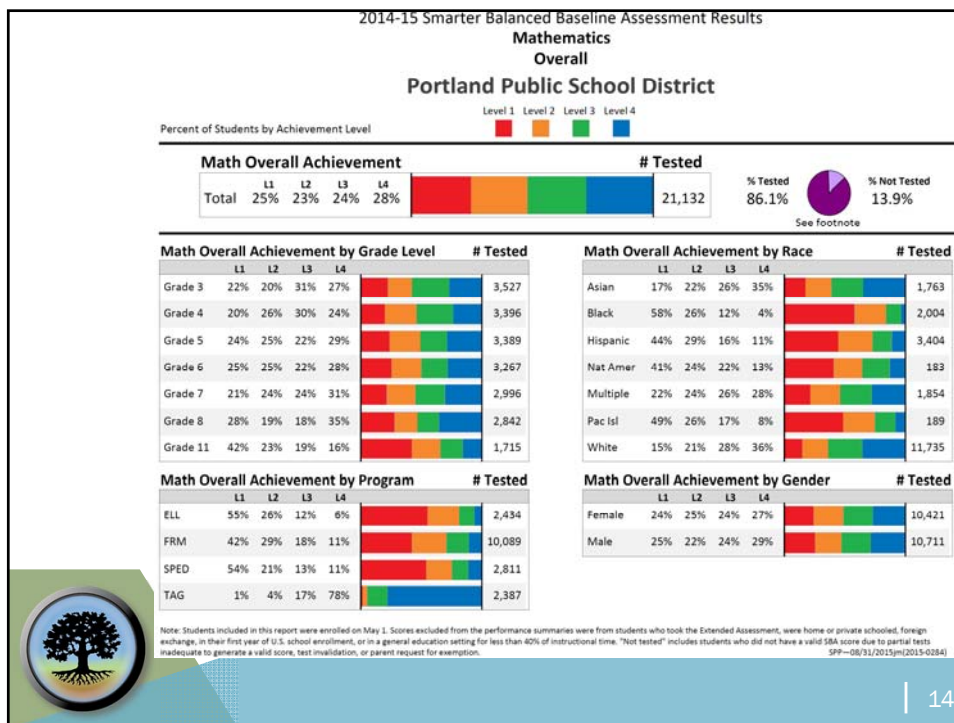 2014-15 Smarter Balanced Baseline Assessment Results
Mathematics
Overall
Portland Public School District
Level 1 Level 2 Level 3 Level 4
Percent of Students by Achievement Level
Math Overall Achievement # Tested
L1 L2 L3 L4
Total 25% 23% 24% 28% 21,132
% Tested % Not Tested
86.1% 13.9%
See footnote
Math Overall Achievement by Grade Level # Tested
L1 L2 L3 L4
Grade 3 22% 20% 31% 27% 3,527
Grade 4 20% 26% 30% 24% 3,396
Grade 5 24% 25% 22% 29% 3,389
Grade 6 25% 25% 22% 28% 3,267
Grade 7 21% 24% 24% 31% 2,996
Grade 8 28% 19% 18% 35% 2,842
Grade 11 42% 23% 19% 16% 1,715
Math Overall Achievement by Race # Tested
L1 L2 L3 L4
Asian 17% 22% 26% 35% 1,763
Black 58% 26% 12% 4% 2,004
Hispanic 44% 29% 16% 11% 3,404
Nat Amer 41% 24% 22% 13% 183
Multiple 22% 24% 26% 28% 1,854
Pac Isl 49% 26% 17% 8% 189
White 15% 21% 28% 36% 11,735
Math Overall Achievement by Program # Tested
L1 L2 L3 L4
ELL 55% 26% 12% 6% 2,434
FRM 42% 29% 18% 11% 10,089
SPED 54% 21% 13% 11% 2,811
TAG 1% 4% 17% 78% 2,387
Math Overall Achievement by Gender # Tested
L1 L2 L3 L4
Female 24% 25% 24% 27% 10,421
Male 25% 22% 24% 29% 10,711
Note: Students included in this report were enrolled on May 1. Scores excluded from the performance summaries were from students who took the Extended Assessment, were home or private schooled, foreign
exchange, in their first year of U.S. school enrollment, or in a general education setting for less than 40% of instructional time. "Not tested" includes students who did not have a valid SBA score due to partial tests
inadequate to generate a valid score, test invalidation, or parent request for exemption. SPP—08/31/2015jm(2015-0284)
14